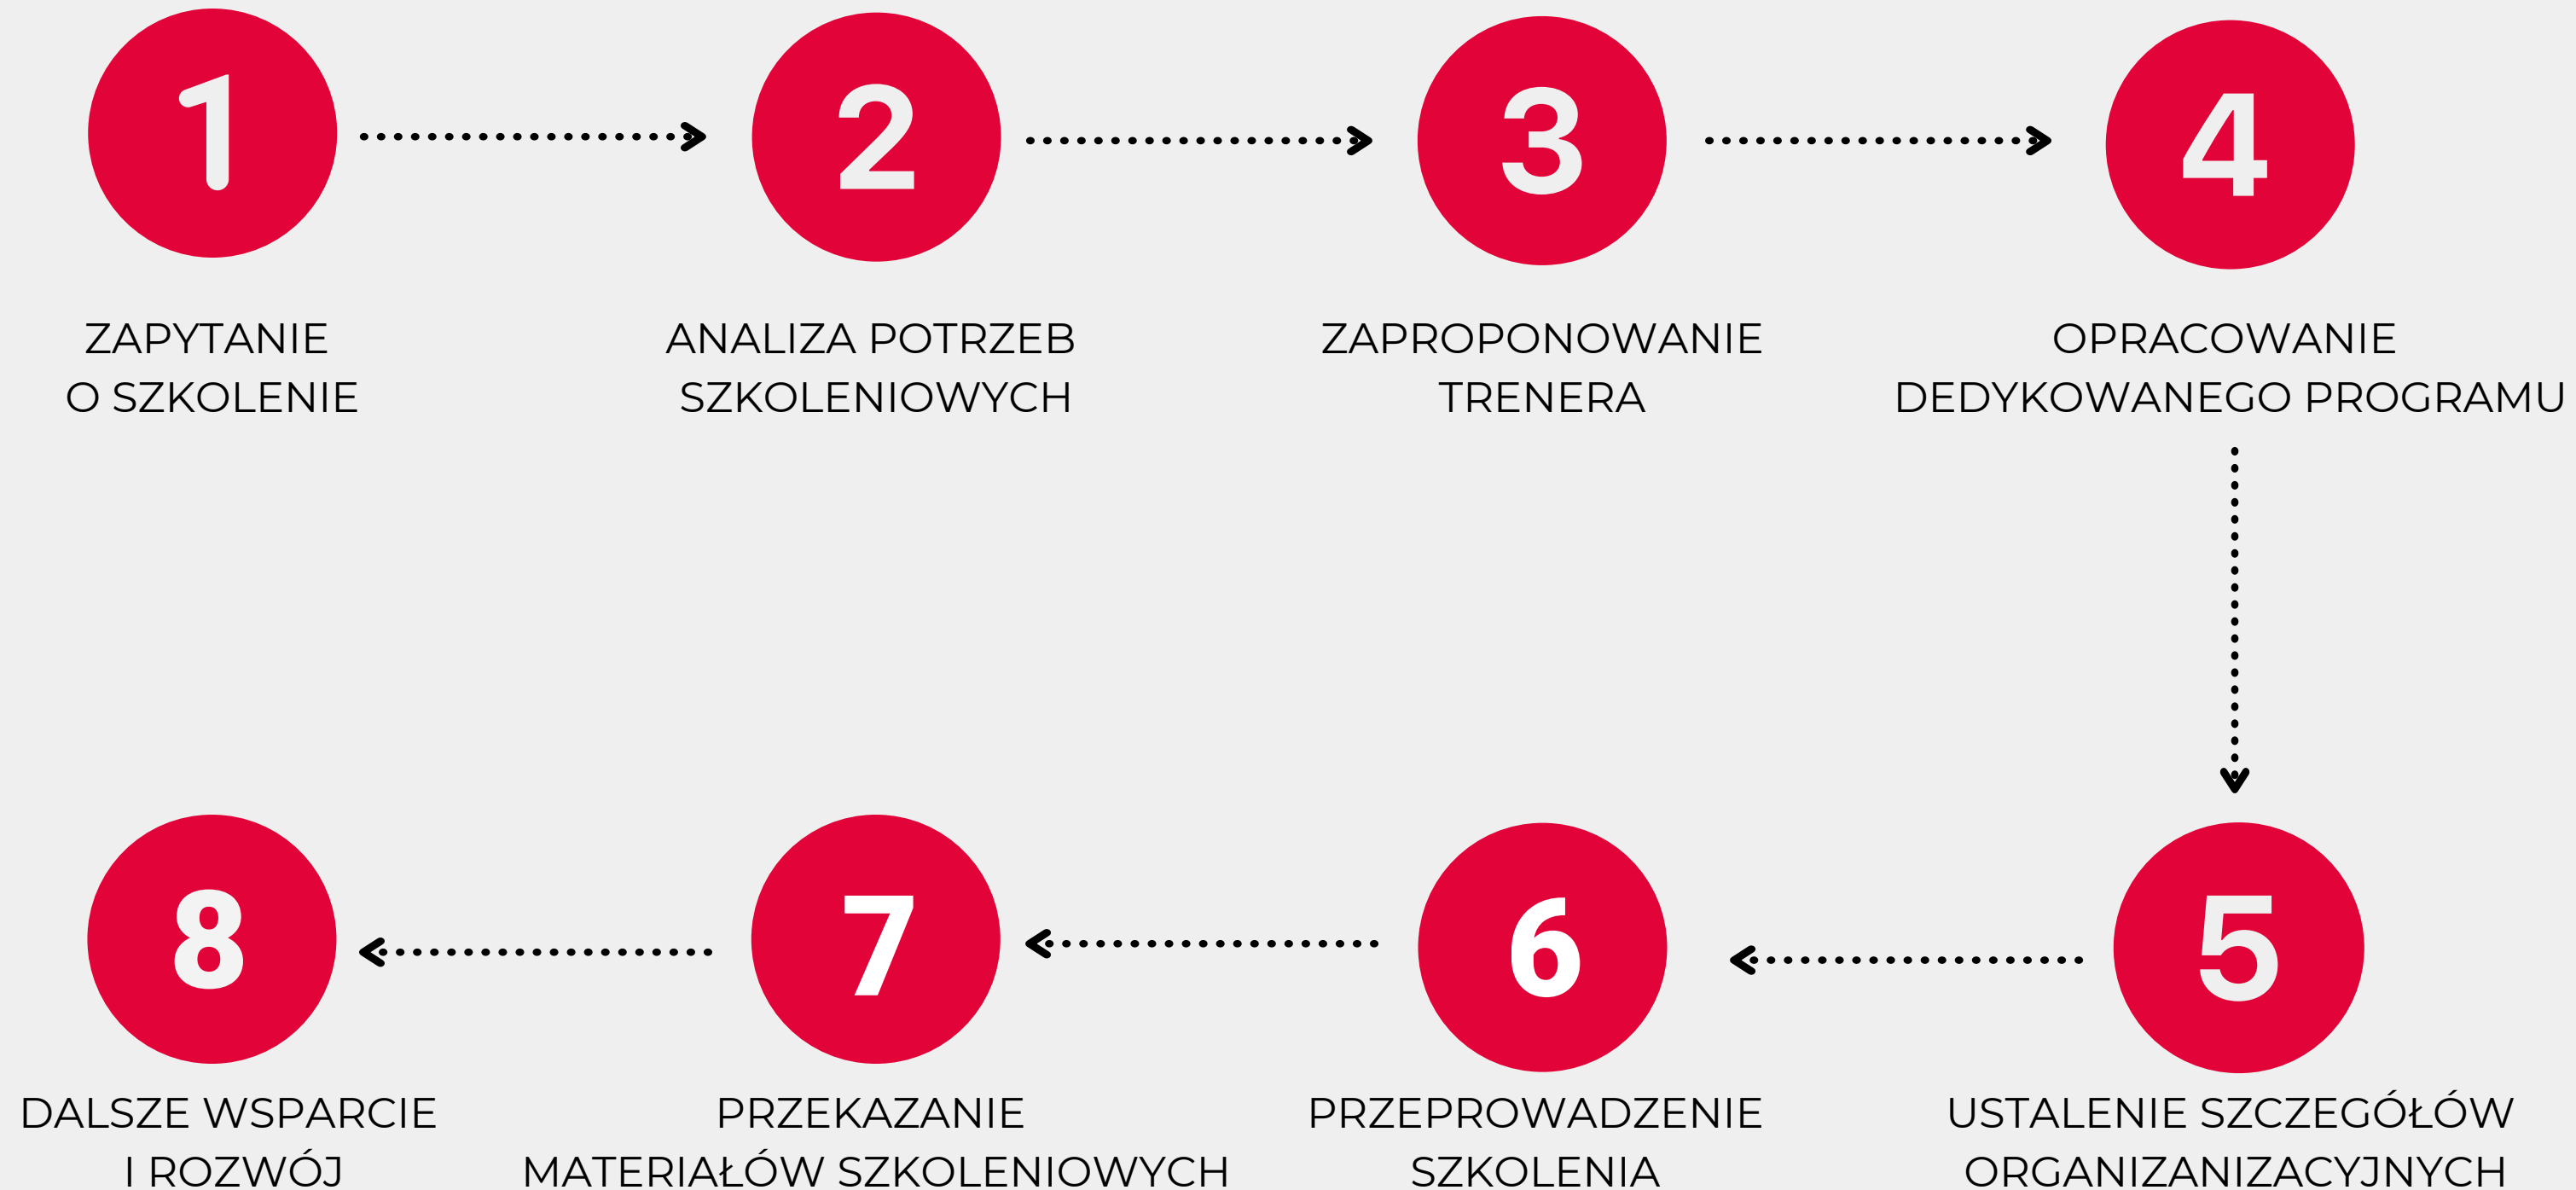 1
ZAPYTANIE
O SZKOLENIE
2
ANALIZA POTRZEB
SZKOLENIOWYCH
3
ZAPROPONOWANIE
TRENERA
4
OPRACOWANIE
DEDYKOWANEGO PROGRAMU
5
USTALENIE SZCZEGÓŁÓW
ORGANIZANIZACYJNYCH
6
PRZEPROWADZENIE
SZKOLENIA
7
PRZEKAZANIE
MATERIAŁÓW SZKOLENIOWYCH
8
DALSZE WSPARCIE
I ROZWÓJ